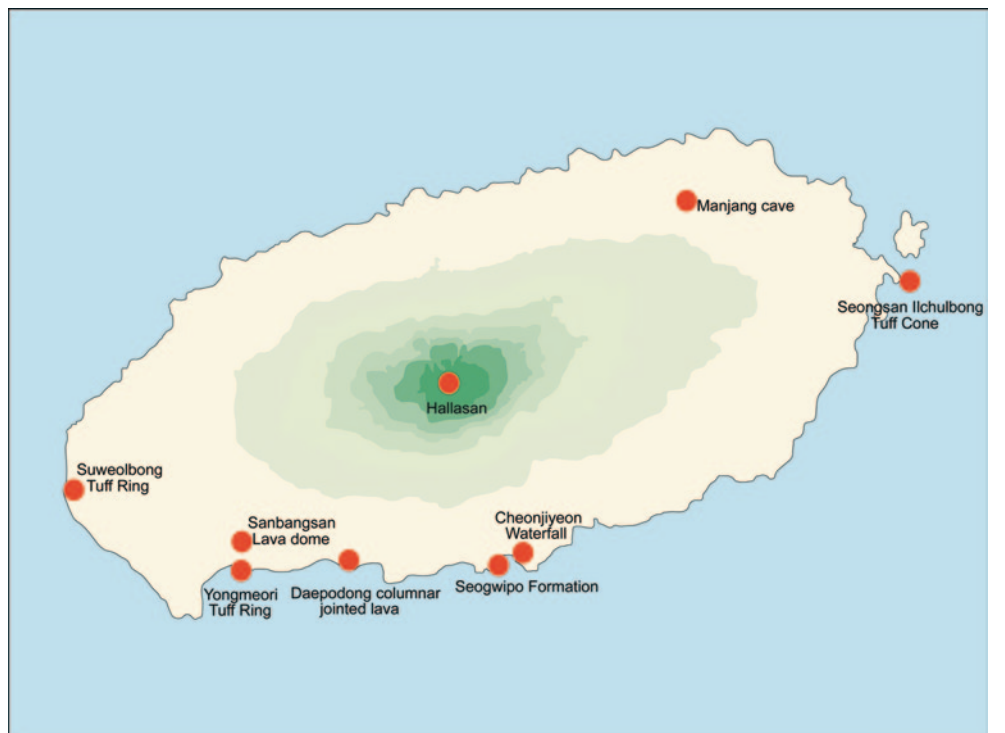 Manjang cave
Seongsan Ilchulbong
Tuff Cone
Hallasan
Suweolbong
Tuff Ring
Sanbangsan
Lava dome
Cheonjiyeon
Waterfall
Yongmeori
Tuff Ring
Daepodong columnar
jointed lava
Seogwipo Formation